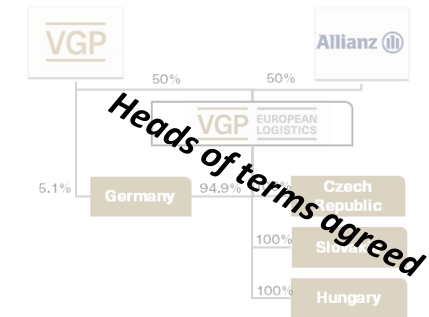 VGP
Allianz
50%
50%
VGP EUROPEAN
LOGISTICS
Heads of terms agreed
5.1%
Germany
94.9%
Czech
Republic
100%
100%
Hungary